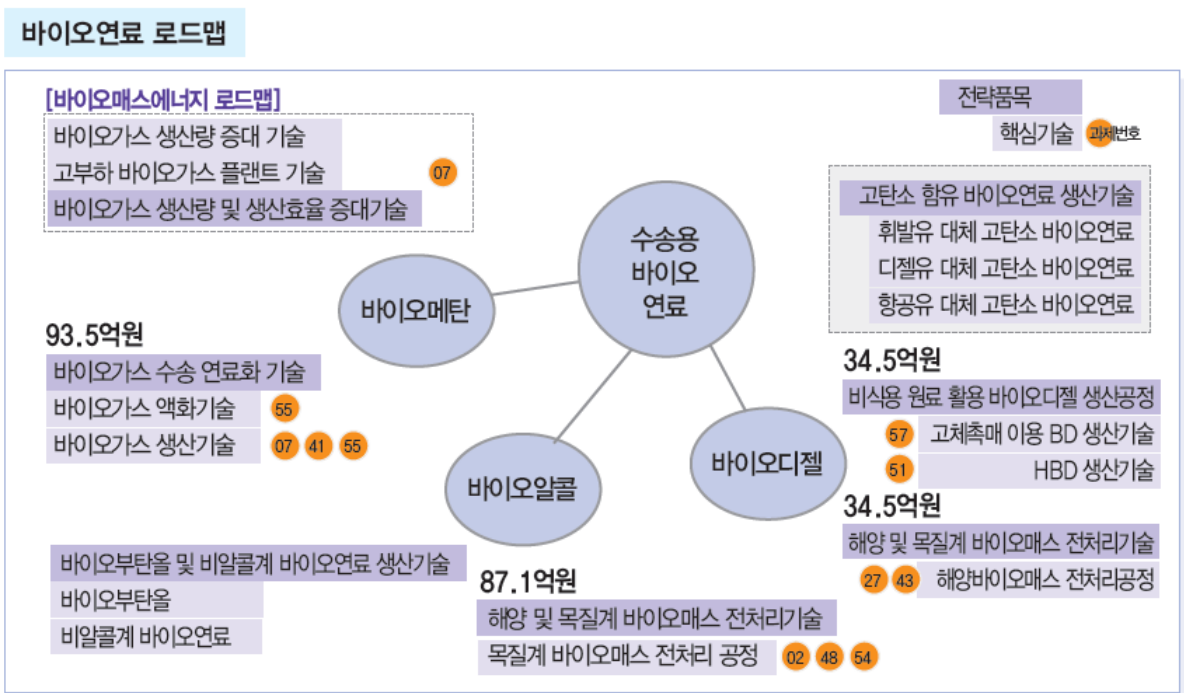 바이오연료 로드맵
[바이오매스에너지 로드맵]
바이오가스 생산량 증대 기술
고부하 바이오가스 플랜트 기술 07
바이오가스 생산량 및 생산효율 증대기술
전략품목
핵심기술 과제번호
고탄소 함유 바이오연료 생산기술
휘발유 대체 고탄소 바이오연료
디젤유 대체 고탄소 바이오연료
항공유 대체 고탄소 바이오연료
수송용
바이오
연료
바이오메탄
바이오알콜
바이오디젤
93.5억원
바이오가스 수송 연료화 기술
바이오가스 액화기술 55
바이오가스 생산기술 07 41 55
34.5억원
비식용 원료 활용 바이오디젤 생산공정
57 고체촉매 이용 BD 생산기술
51 HBD 생산기술
34.5억원
해양 및 목질계 바이오매스 전처리기술
27 43 해양바이오매스 전처리공정
바이오부탄올 및 비알콜계 바이오연료 생산기술
바이오부탄올
비알콜계 바이오연료
87.1억원
해양 및 목질계 바이오매스 전처리기술
목질계 바이오매스 전처리 공정 02 48 54